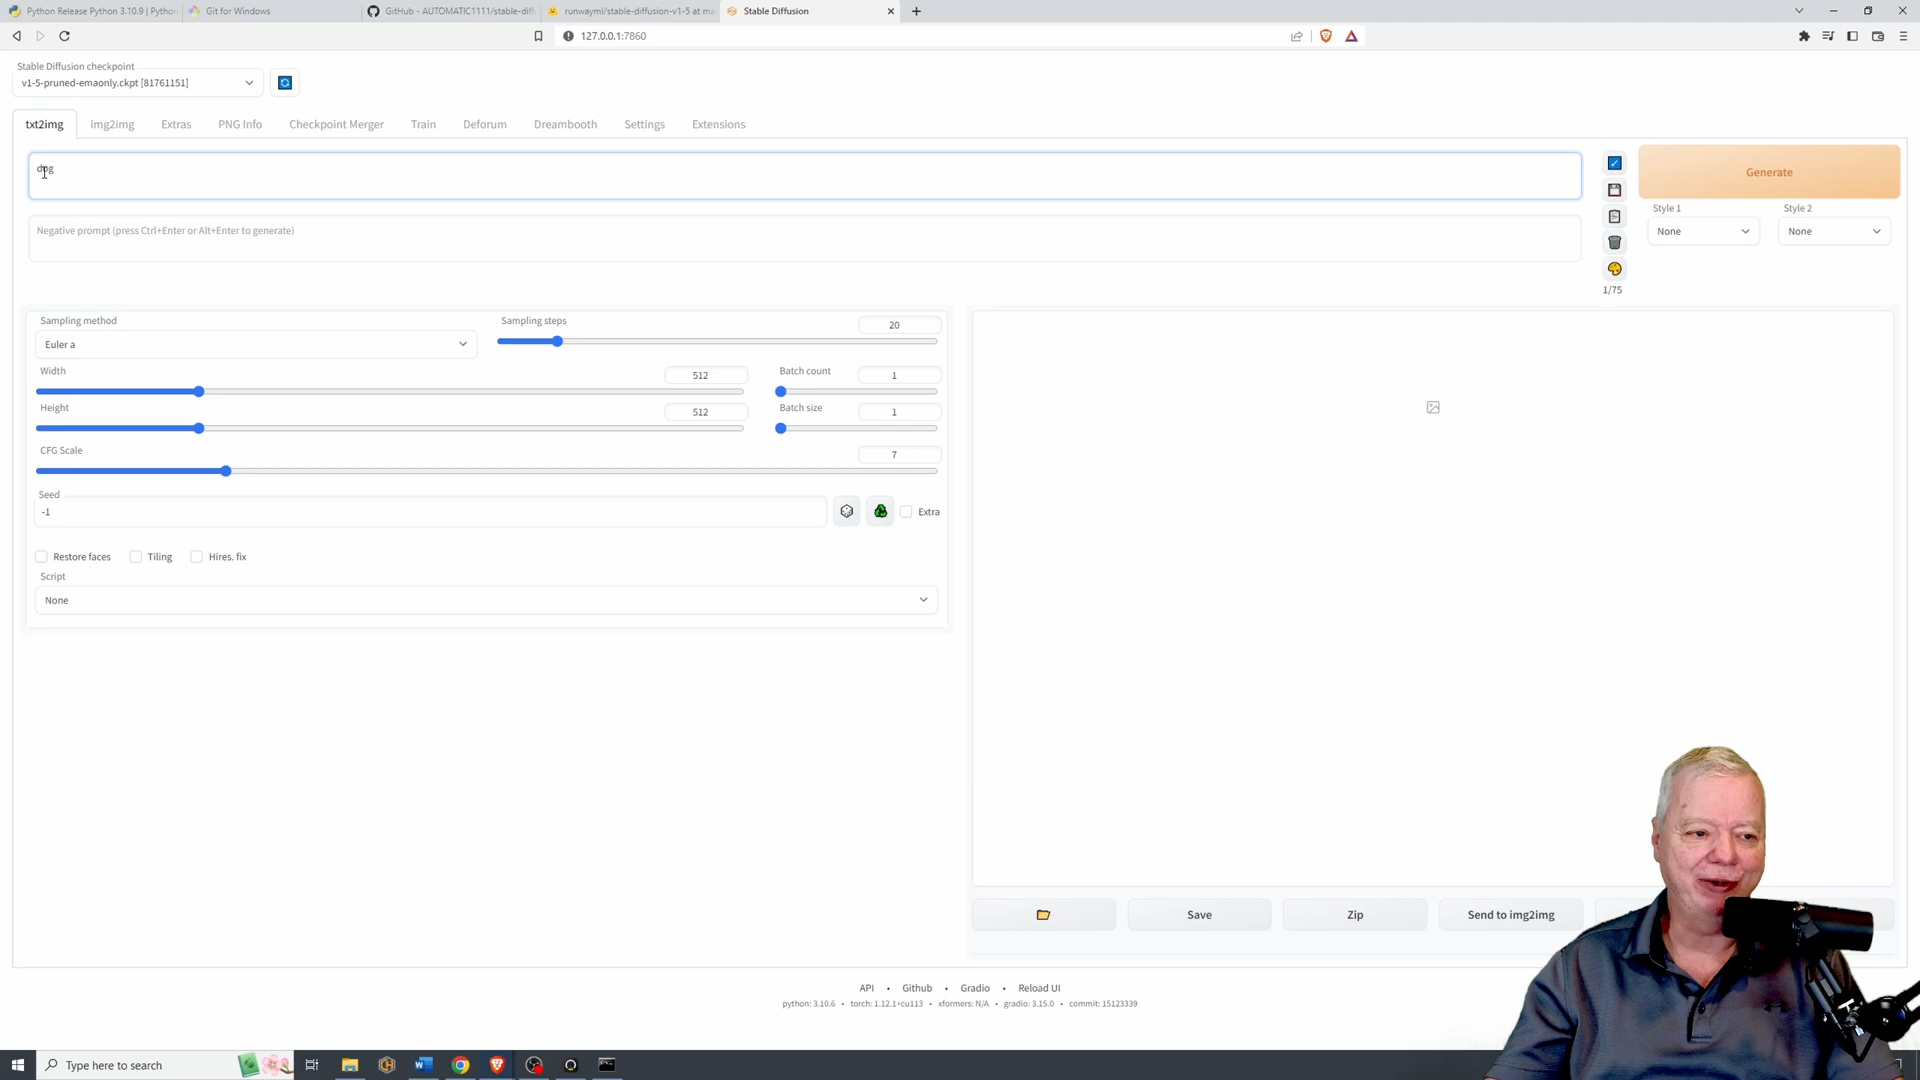 Python Release Python 3.10.9 | Python
Git for Windows
GitHub - AUTOMATIC1111/stable-diff
runwayml/stable-diffusion-v1-5 at ma
Stable Diffusion
127.0.0.1:7860
Stable Diffusion checkpoint
v1-5-pruned-emaonly.ckpt [81761151]
txt2img
img2img
Extras
PNG Info
Checkpoint Merger
Train
Deforum
Dreambooth
Settings
Extensions
dog
Generate
Negative prompt (press Ctrl+Enter or Alt+Enter to generate)
Style 1
Style 2
None
None
1/75
Sampling method
Sampling steps
20
Euler a
Width
512
Batch count
1
Height
512
Batch size
1
CFG Scale
7
Seed
-1
Extra
Restore faces
Tiling
Hires. fix
Script
None
Save
Zip
Send to img2img
API • Github • Gradio • Reload UI
python: 3.10.6 • torch: 1.12.1+cu113 • xformers: N/A • gradio: 3.15.0 • commit: 15123339
Type here to search